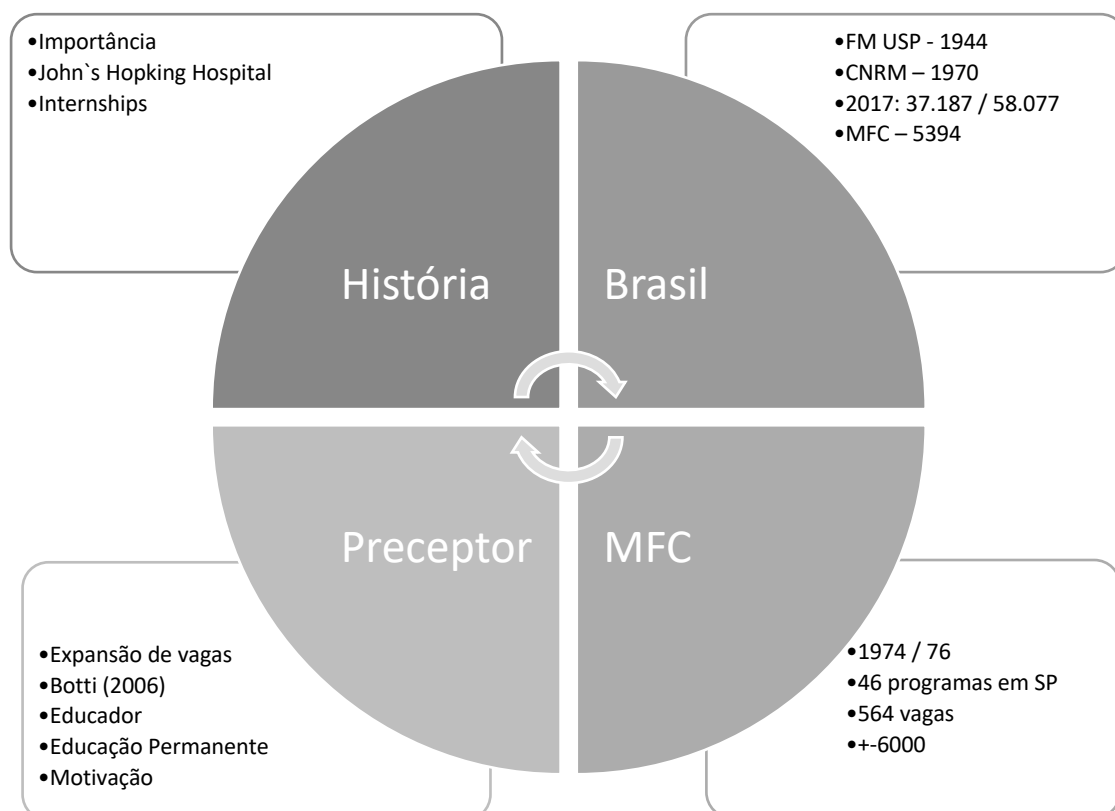 •Importância
•John`s Hopking Hospital
•Internships
•FM USP - 1944
•CNRM – 1970
•2017: 37.187 / 58.077
•MFC – 5394
História
Brasil
Preceptor
MFC
•Expansão de vagas
•Botti (2006)
•Educador
•Educação Permanente
•Motivação
•1974 / 76
•46 programas em SP
•564 vagas
•+-6000